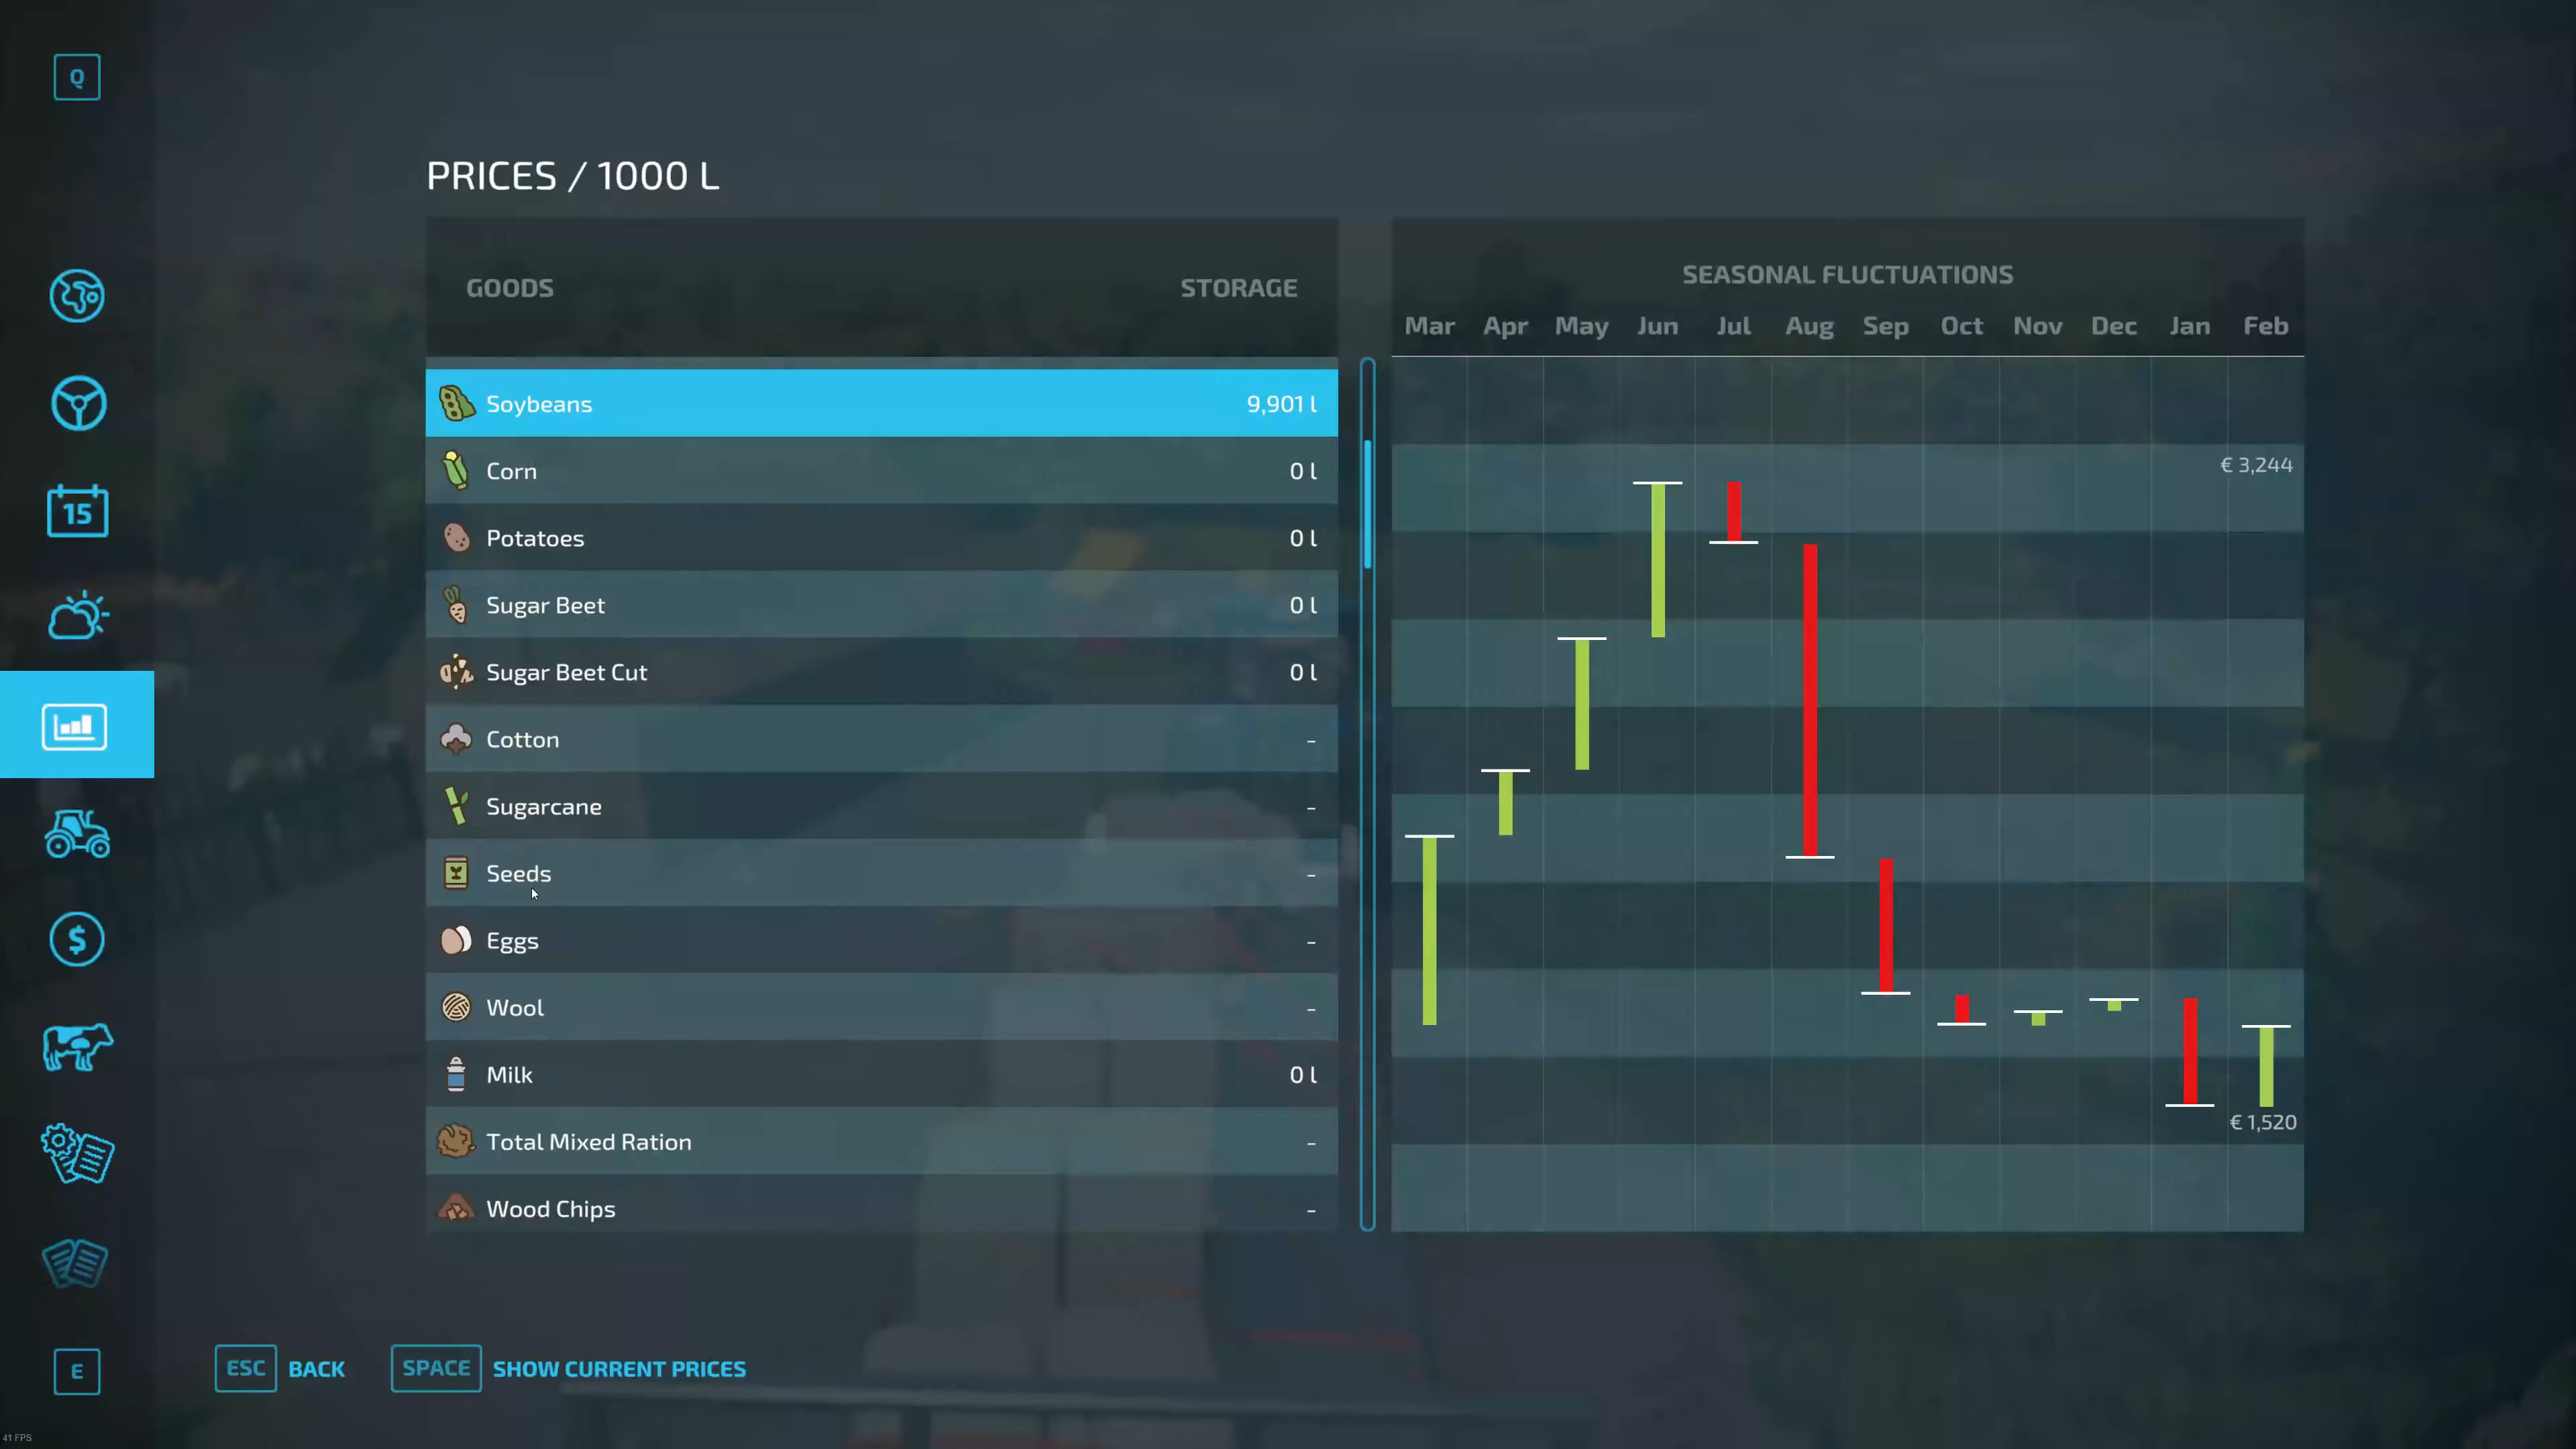 Q
PRICES / 1000 L
GOODS STORAGE
SEASONAL FLUCTUATIONS
Mar Apr May Jun Jul Aug Sep Oct Nov Dec Jan Feb
Soybeans 9,901 l
€ 3,244
Corn 0 l
15
Potatoes 0 l
Sugar Beet 0 l
Sugar Beet Cut 0 l
Cotton -
Sugarcane -
Seeds -
$
Eggs -
Wool -
Milk 0 l
€ 1,520
Total Mixed Ration -
Wood Chips -
E
ESC BACK SPACE SHOW CURRENT PRICES
41 FPS